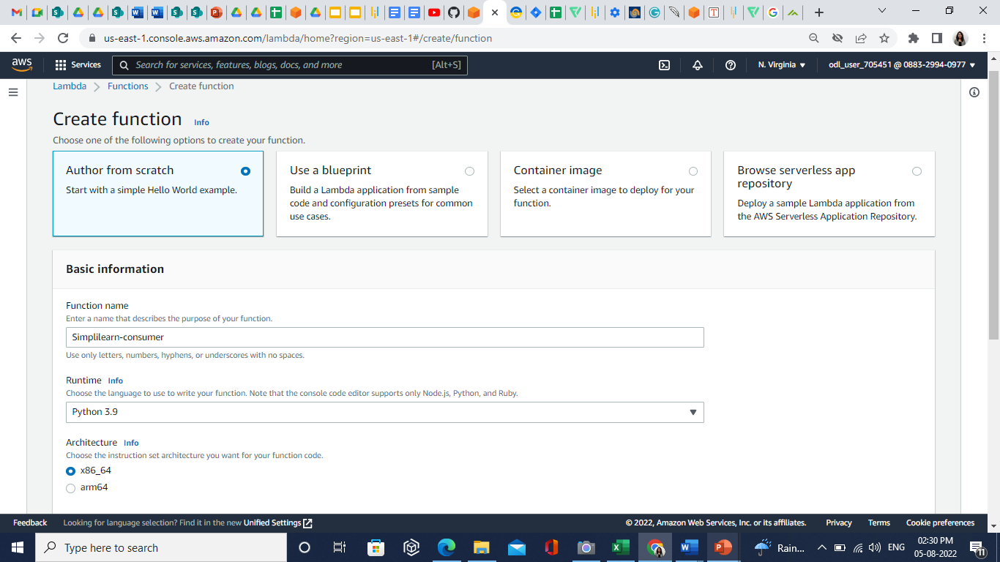 us-east-1.console.aws.amazon.com/lambda/home?region=us-east-1#/create/function
aws
Services
Search for services, features, blogs, docs, and more
[Alt+S]
N. Virginia
odl_user_705451 @ 0883-2994-0977
Lambda
Functions
Create function
Create function
Info
Choose one of the following options to create your function.
Author from scratch
Start with a simple Hello World example.
Use a blueprint
Build a Lambda application from sample
code and configuration presets for common
use cases.
Container image
Select a container image to deploy for your
function.
Browse serverless app
repository
Deploy a sample Lambda application from
the AWS Serverless Application Repository.
Basic information
Function name
Enter a name that describes the purpose of your function.
Simplilearn-consumer
Use only letters, numbers, hyphens, or underscores with no spaces.
Runtime
Info
Choose the language to use to write your function. Note that the console code editor supports only Node.js, Python, and Ruby.
Python 3.9
Architecture
Info
Choose the instruction set architecture you want for your function code.
x86_64
arm64
Feedback
Looking for language selection? Find it in the new Unified Settings
© 2022, Amazon Web Services, Inc. or its affiliates.
Privacy
Terms
Cookie preferences
Type here to search
Rain...
ENG
02:30 PM
05-08-2022
11